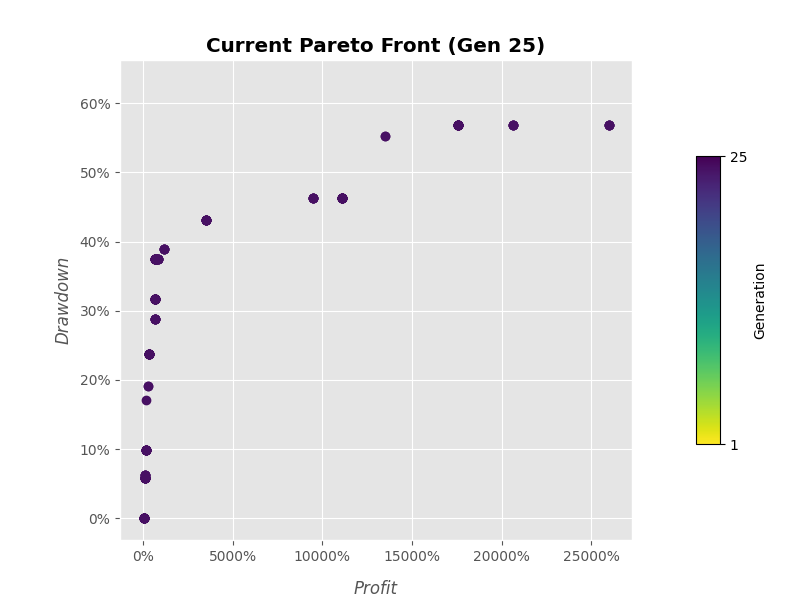 Current Pareto Front (Gen 25)
60%
50%
40%
30%
20%
10%
0%
Drawdown
0% 5000% 10000% 15000% 20000% 25000%
Profit
25
Generation
1